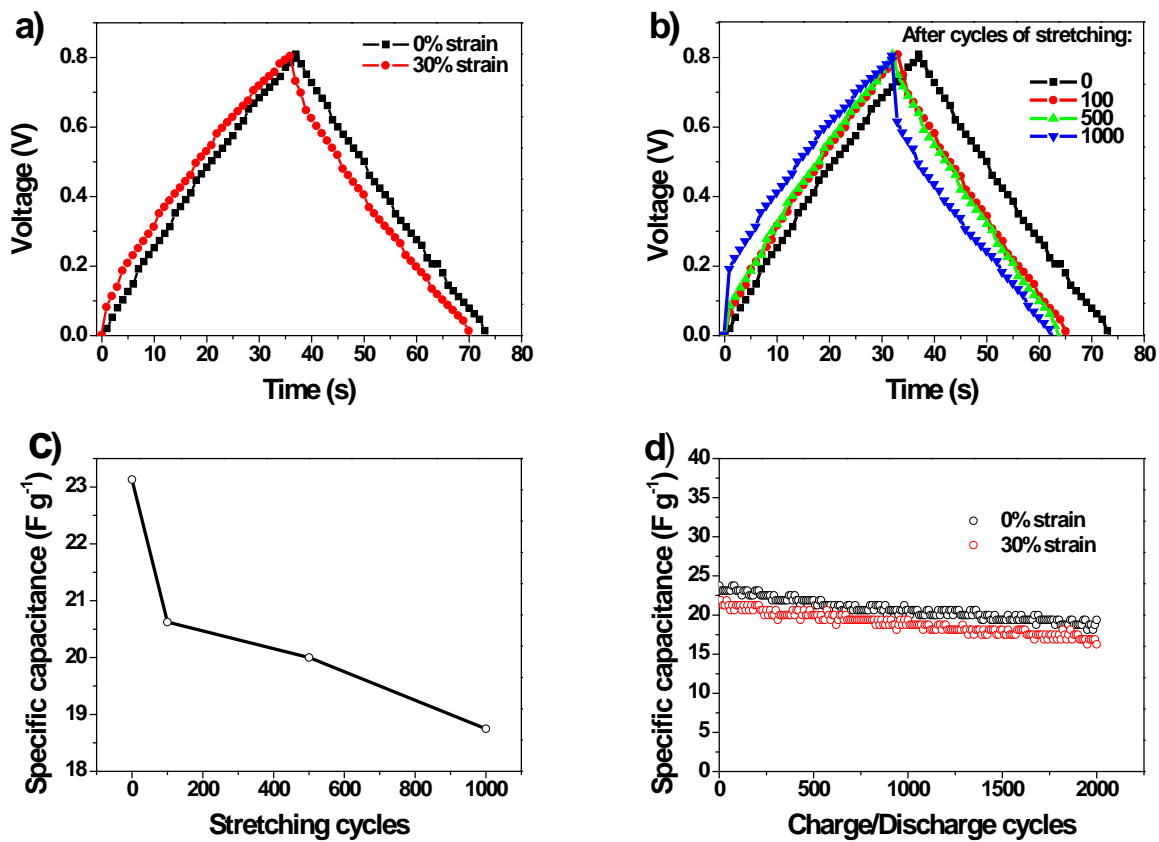 a)
0% strain
30% strain
0.8
0.6
0.4
0.2
0.0
Voltage (V)
0 10 20 30 40 50 60 70 80
Time (s)
b)
After cycles of stretching:
0
100
500
1000
0.8
0.6
0.4
0.2
0.0
Voltage (V)
0 10 20 30 40 50 60 70 80
Time (s)
c)
23
22
21
20
19
18
Specific capacitance (F g⁻¹)
0 200 400 600 800 1000
Stretching cycles
d)
0% strain
30% strain
40
35
30
25
20
15
10
5
0
Specific capacitance (F g⁻¹)
0 500 1000 1500 2000
Charge/Discharge cycles